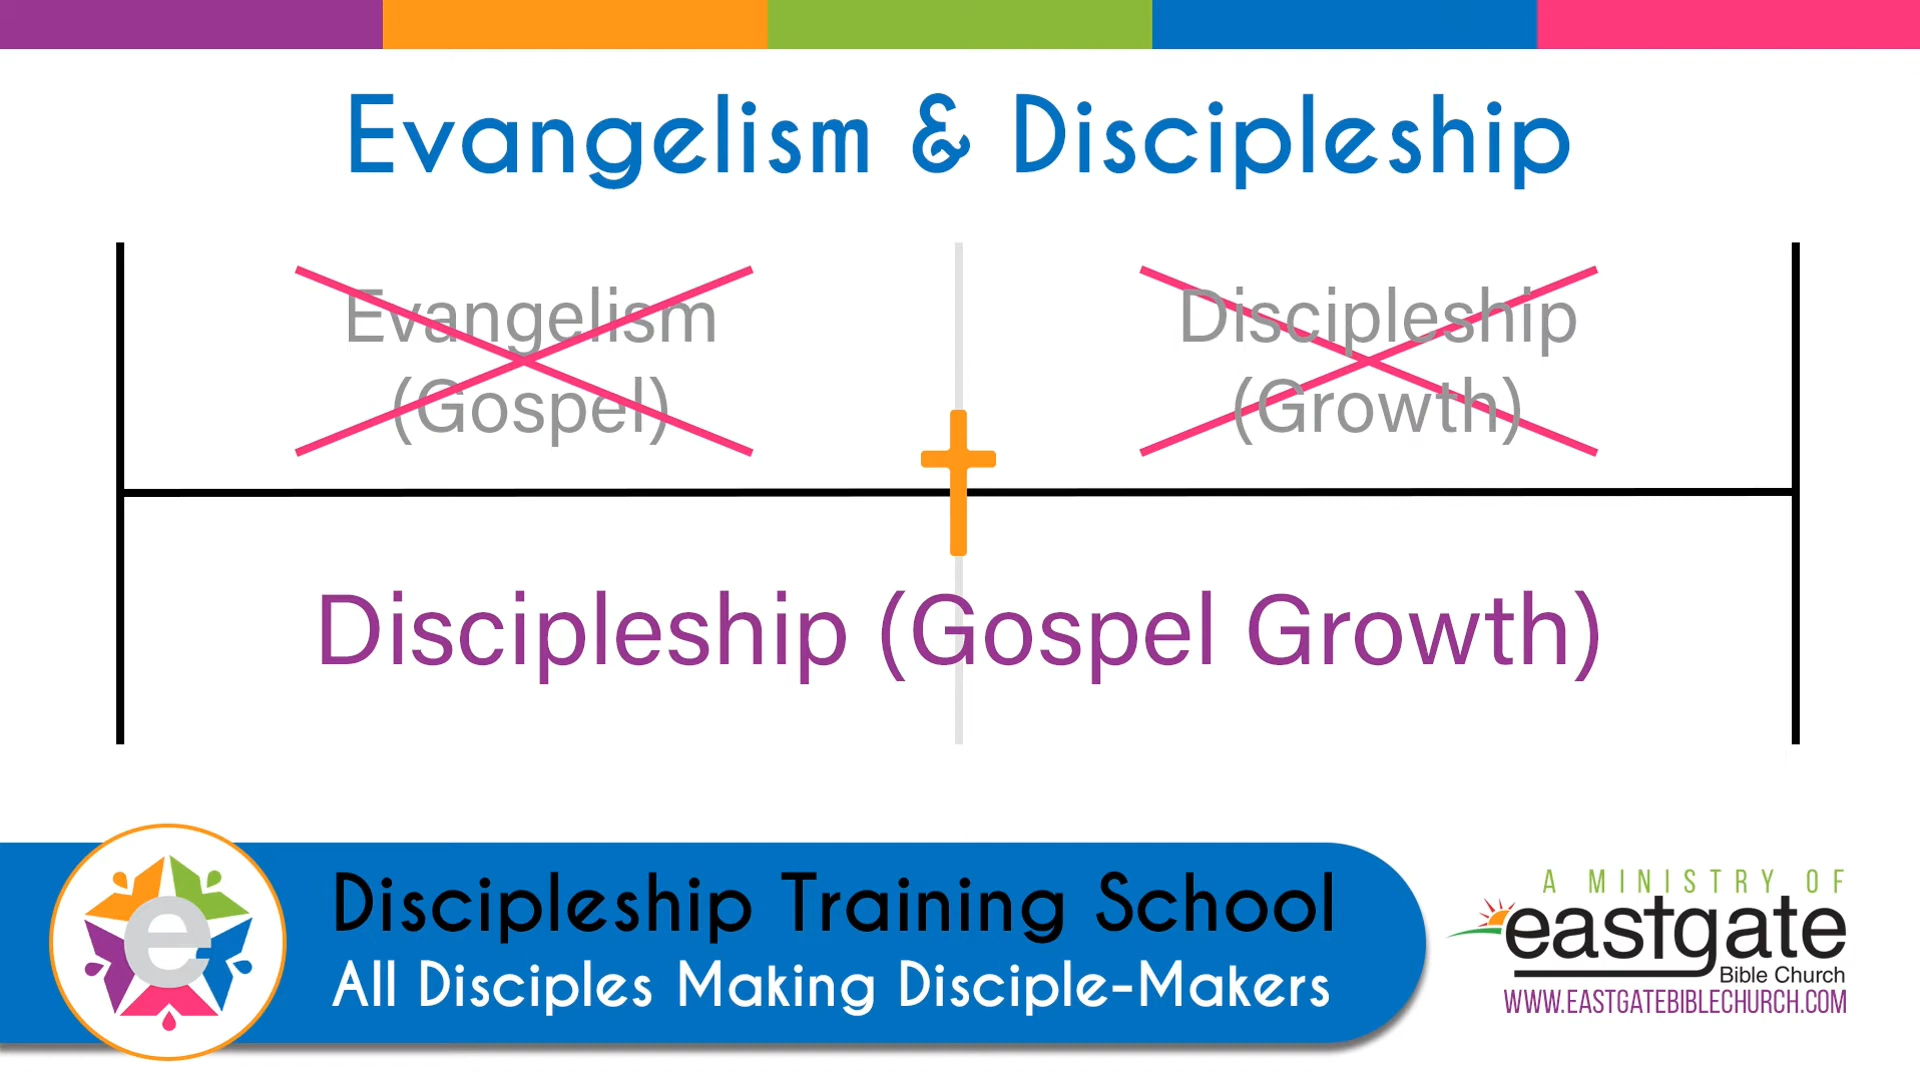 Evangelism & Discipleship
Evangelism
(Gospel)
Discipleship
(Growth)
Discipleship (Gospel Growth)
e
Discipleship Training School
All Disciples Making Disciple-Makers
A MINISTRY OF
eastgate
Bible Church
WWW.EASTGATEBIBLECHURCH.COM